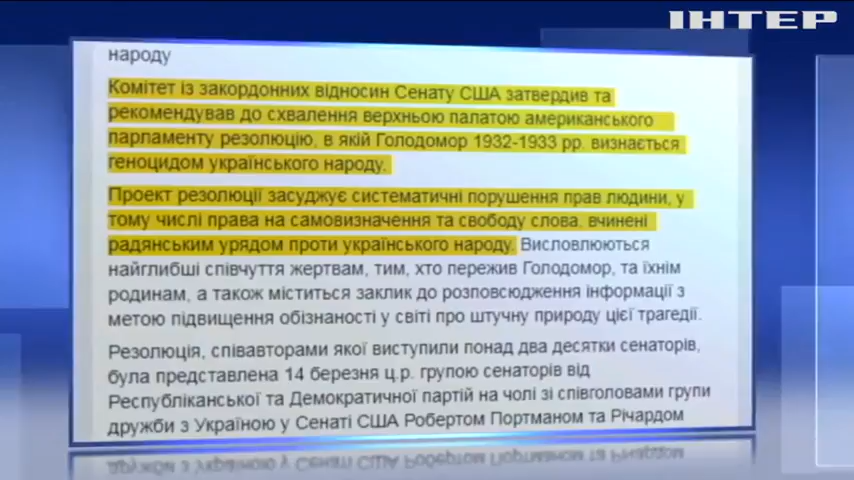 ІНТЕР
народу
Комітет із закордонних відносин Сенату США затвердив та
рекомендував до схвалення верхньою палатою американського
парламенту резолюцію, в якій Голодомор 1932-1933 рр. визнається
геноцидом українського народу.
Проект резолюції засуджує систематичні порушення прав людини, у
тому числі права на самовизначення та свободу слова, вчинені
радянським урядом проти українського народу. Висловлюються
найглибші співчуття жертвам, тим, хто пережив Голодомор, та їхнім
родинам, а також міститься заклик до розповсюдження інформації з
метою підвищення обізнаності у світі про штучну природу цієї трагедії.
Резолюція, співавторами якої виступили понад два десятки сенаторів,
була представлена 14 березня ц.р. групою сенаторів від
Республіканської та Демократичної партій на чолі зі співголовами групи
дружби з Україною у Сенаті США Робертом Портманом та Річардом